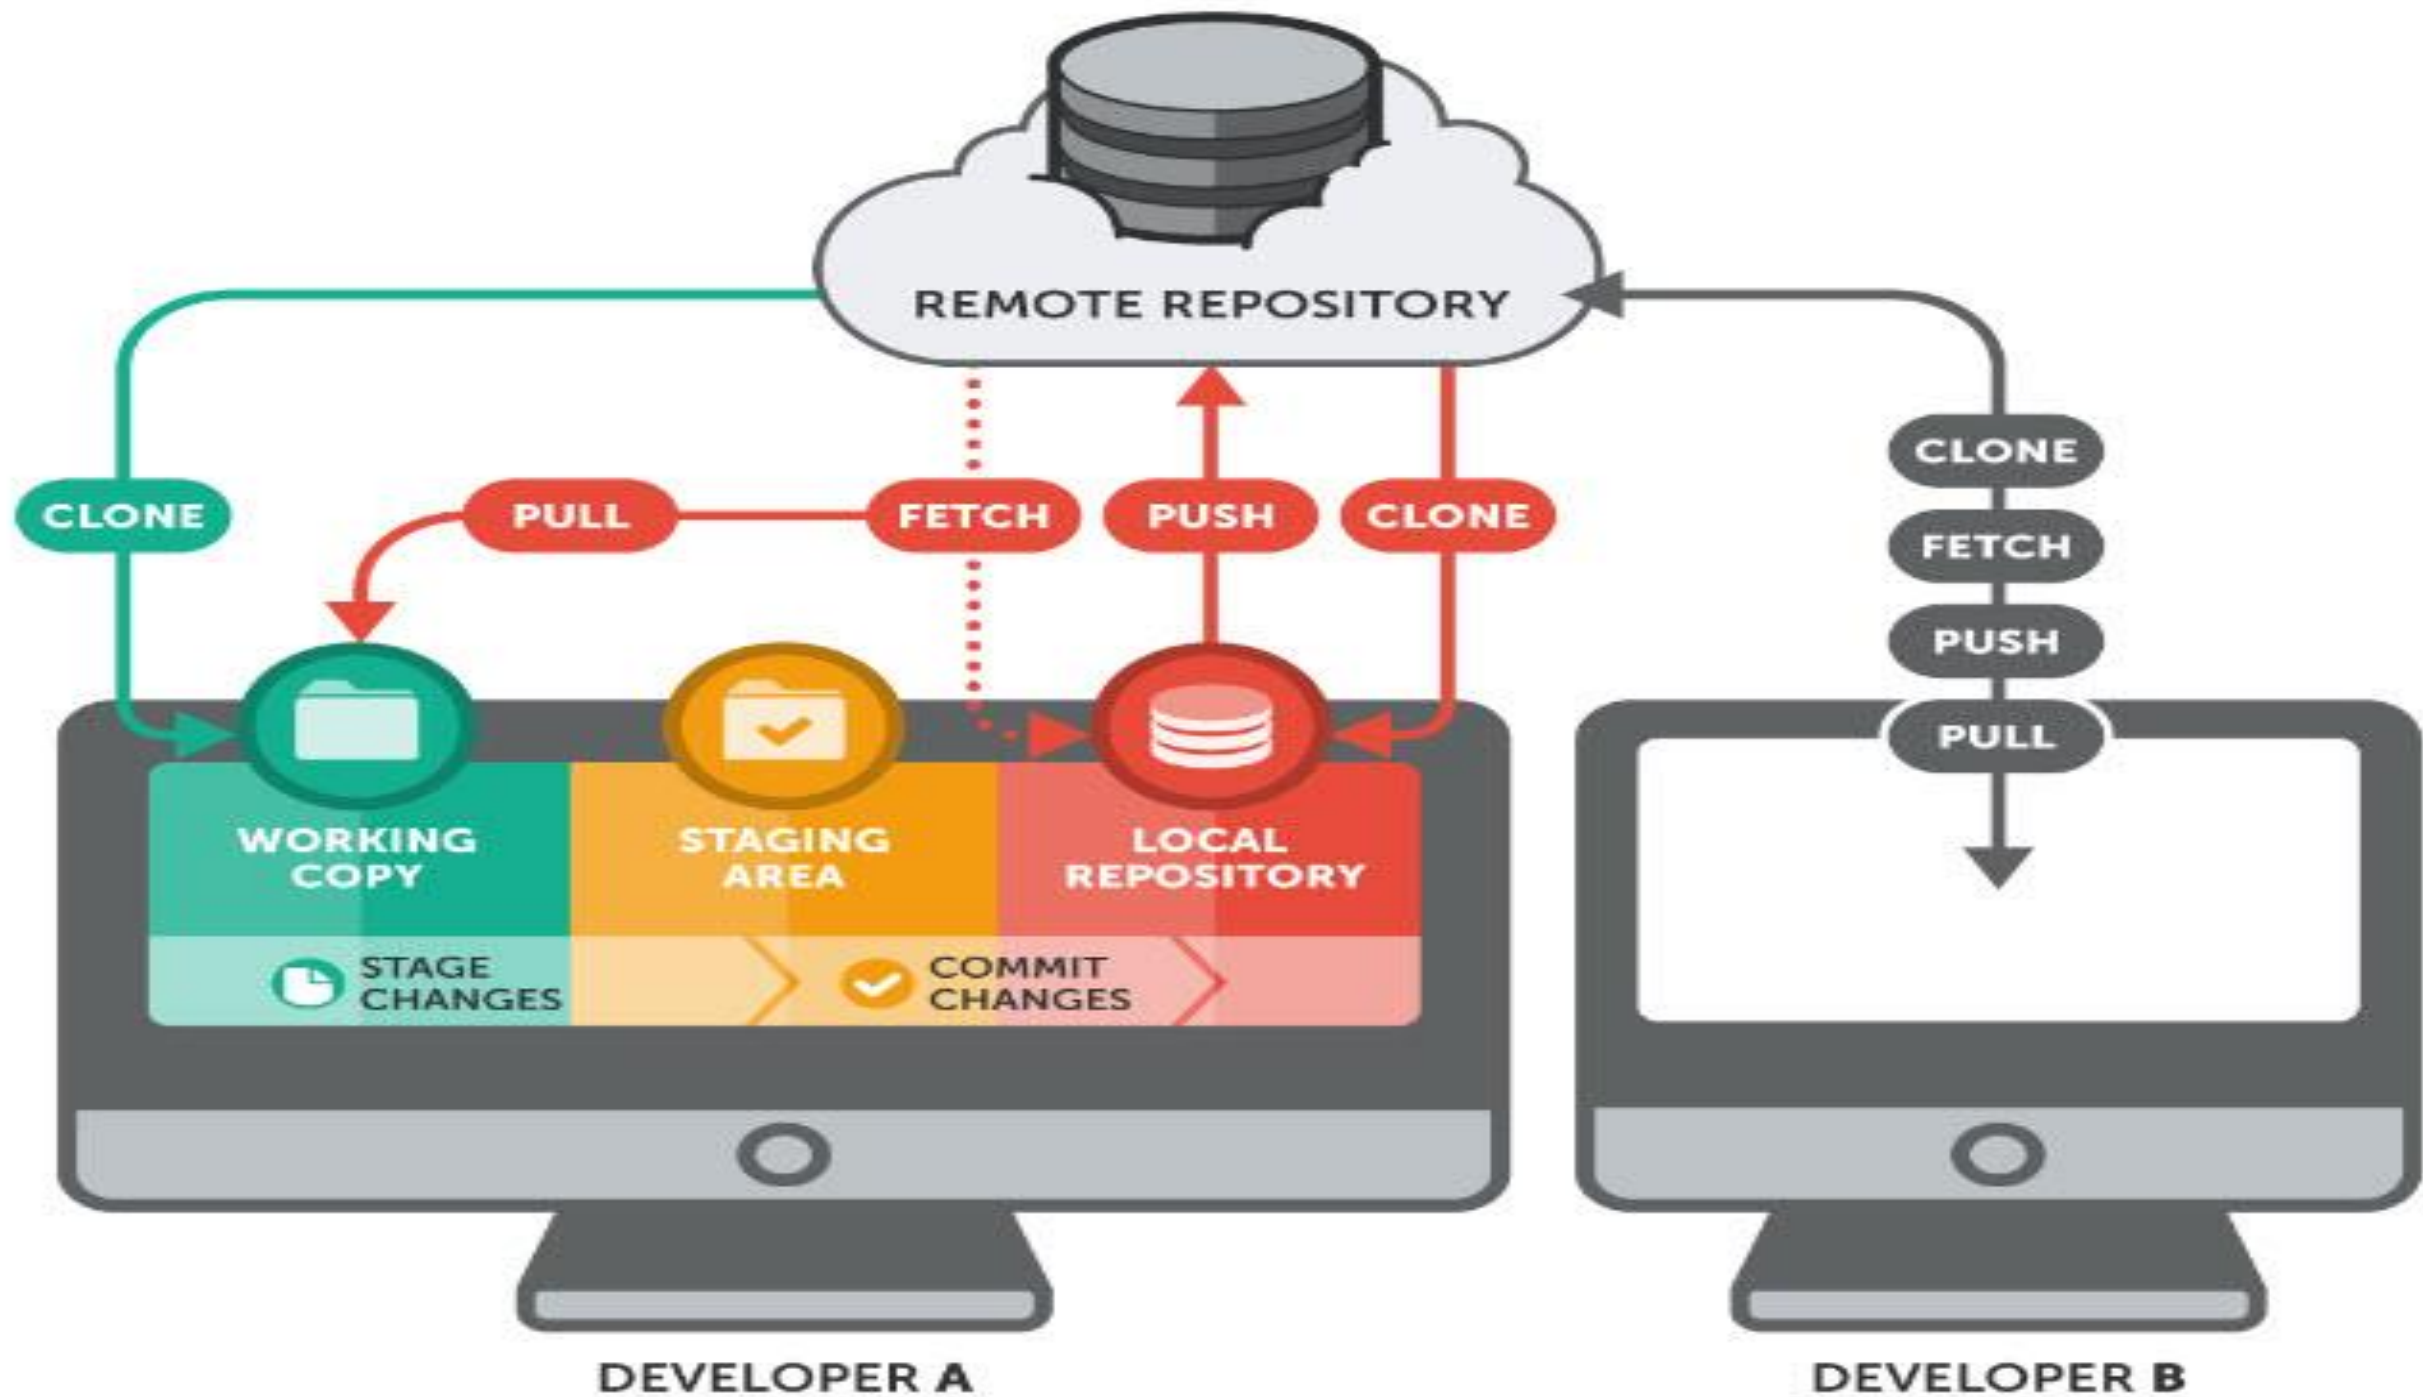 REMOTE REPOSITORY
CLONE
PULL
FETCH
PUSH
CLONE
CLONE
FETCH
PUSH
PULL
WORKING
COPY
STAGING
AREA
LOCAL
REPOSITORY
STAGE
CHANGES
COMMIT
CHANGES
DEVELOPER A
DEVELOPER B